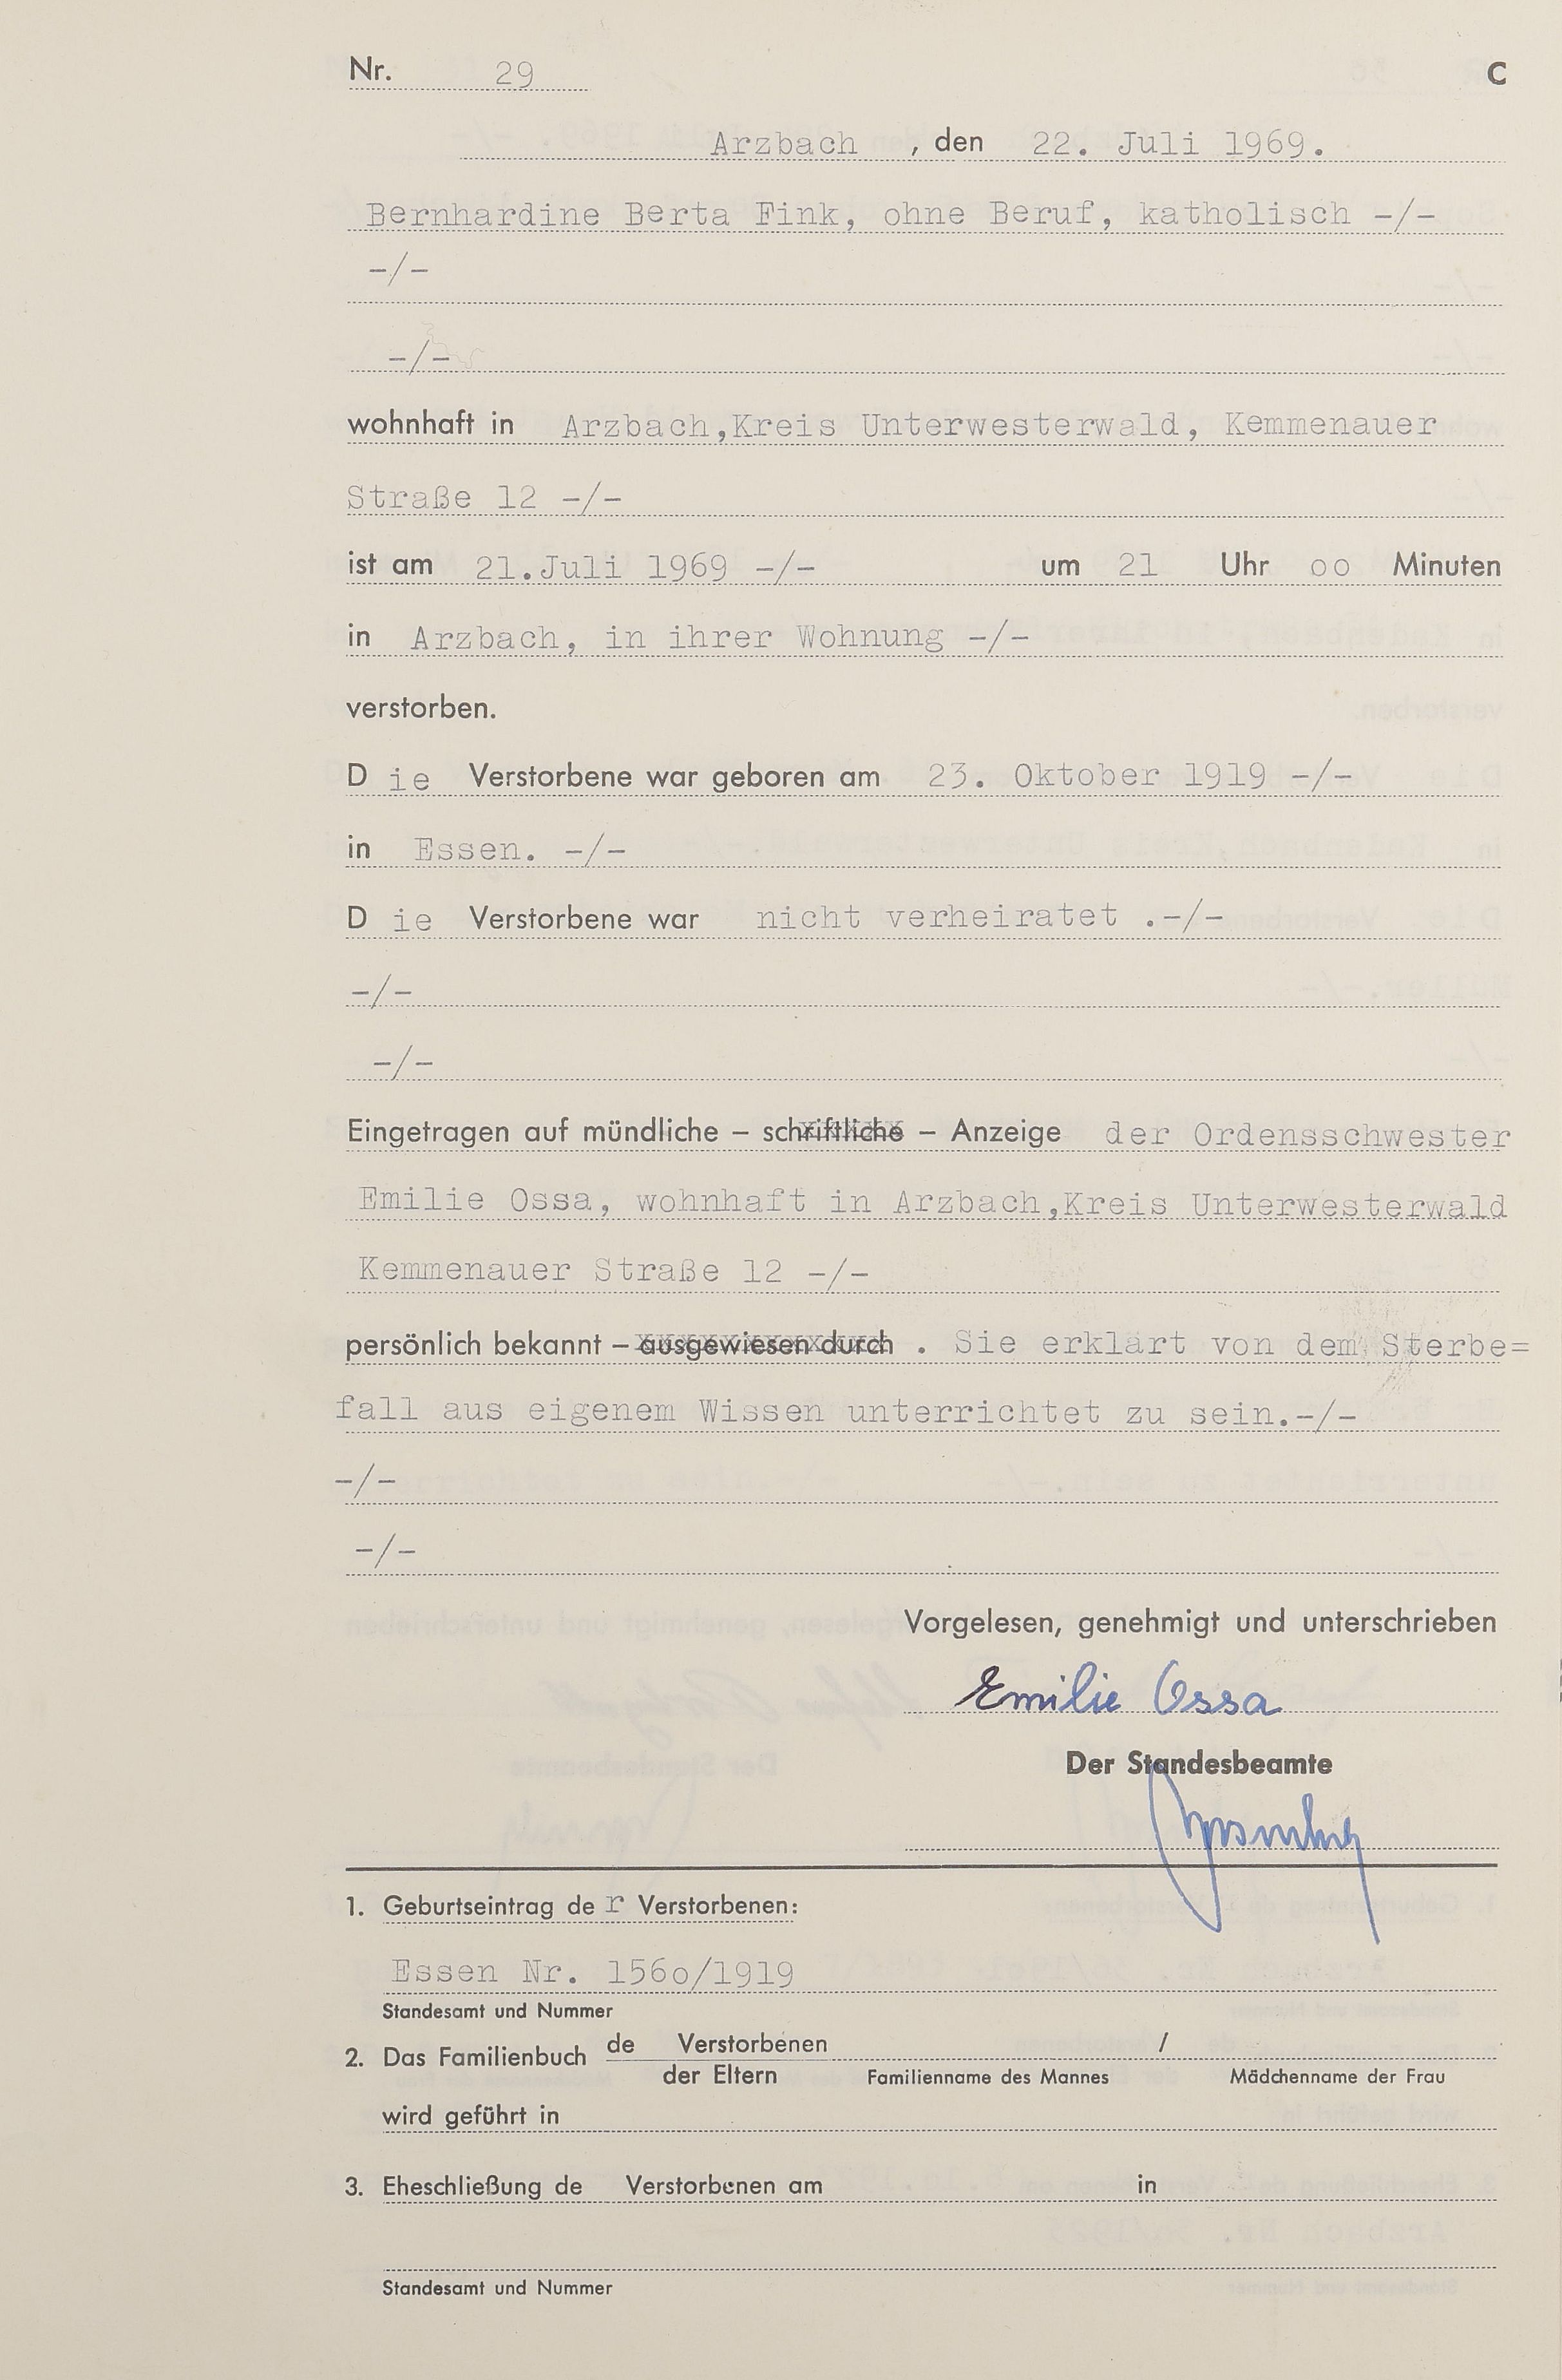 Nr. 29 C
Arzbach , den 22. Juli 1969.
Bernhardine Berta Fink, ohne Beruf, katholisch -/-
-/-
-/-
wohnhaft in Arzbach,Kreis Unterwesterwald, Kemmenauer
Straße 12 -/-
ist am 21.Juli 1969 -/- um 21 Uhr oo Minuten
in Arzbach, in ihrer Wohnung -/-
verstorben.
D ie Verstorbene war geboren am 23. Oktober 1919 -/-
in Essen. -/-
D ie Verstorbene war nicht verheiratet .-/-
-/-
-/-
Eingetragen auf mündliche – schriftliche – Anzeige der Ordensschwester
Emilie Ossa, wohnhaft in Arzbach,Kreis Unterwesterwald
Kemmenauer Straße 12 -/-
persönlich bekannt – ausgewiesen durch . Sie erklärt von dem Sterbe=
fall aus eigenem Wissen unterrichtet zu sein.-/-
-/-
-/-
Vorgelesen, genehmigt und unterschrieben
Emilie Ossa
Der Standesbeamte
1. Geburtseintrag de r Verstorbenen:
Essen Nr. 156o/1919
Standesamt und Nummer
2. Das Familienbuch de Verstorbenen /
der Eltern Familienname des Mannes Mädchenname der Frau
wird geführt in
3. Eheschließung de Verstorbenen am in
Standesamt und Nummer